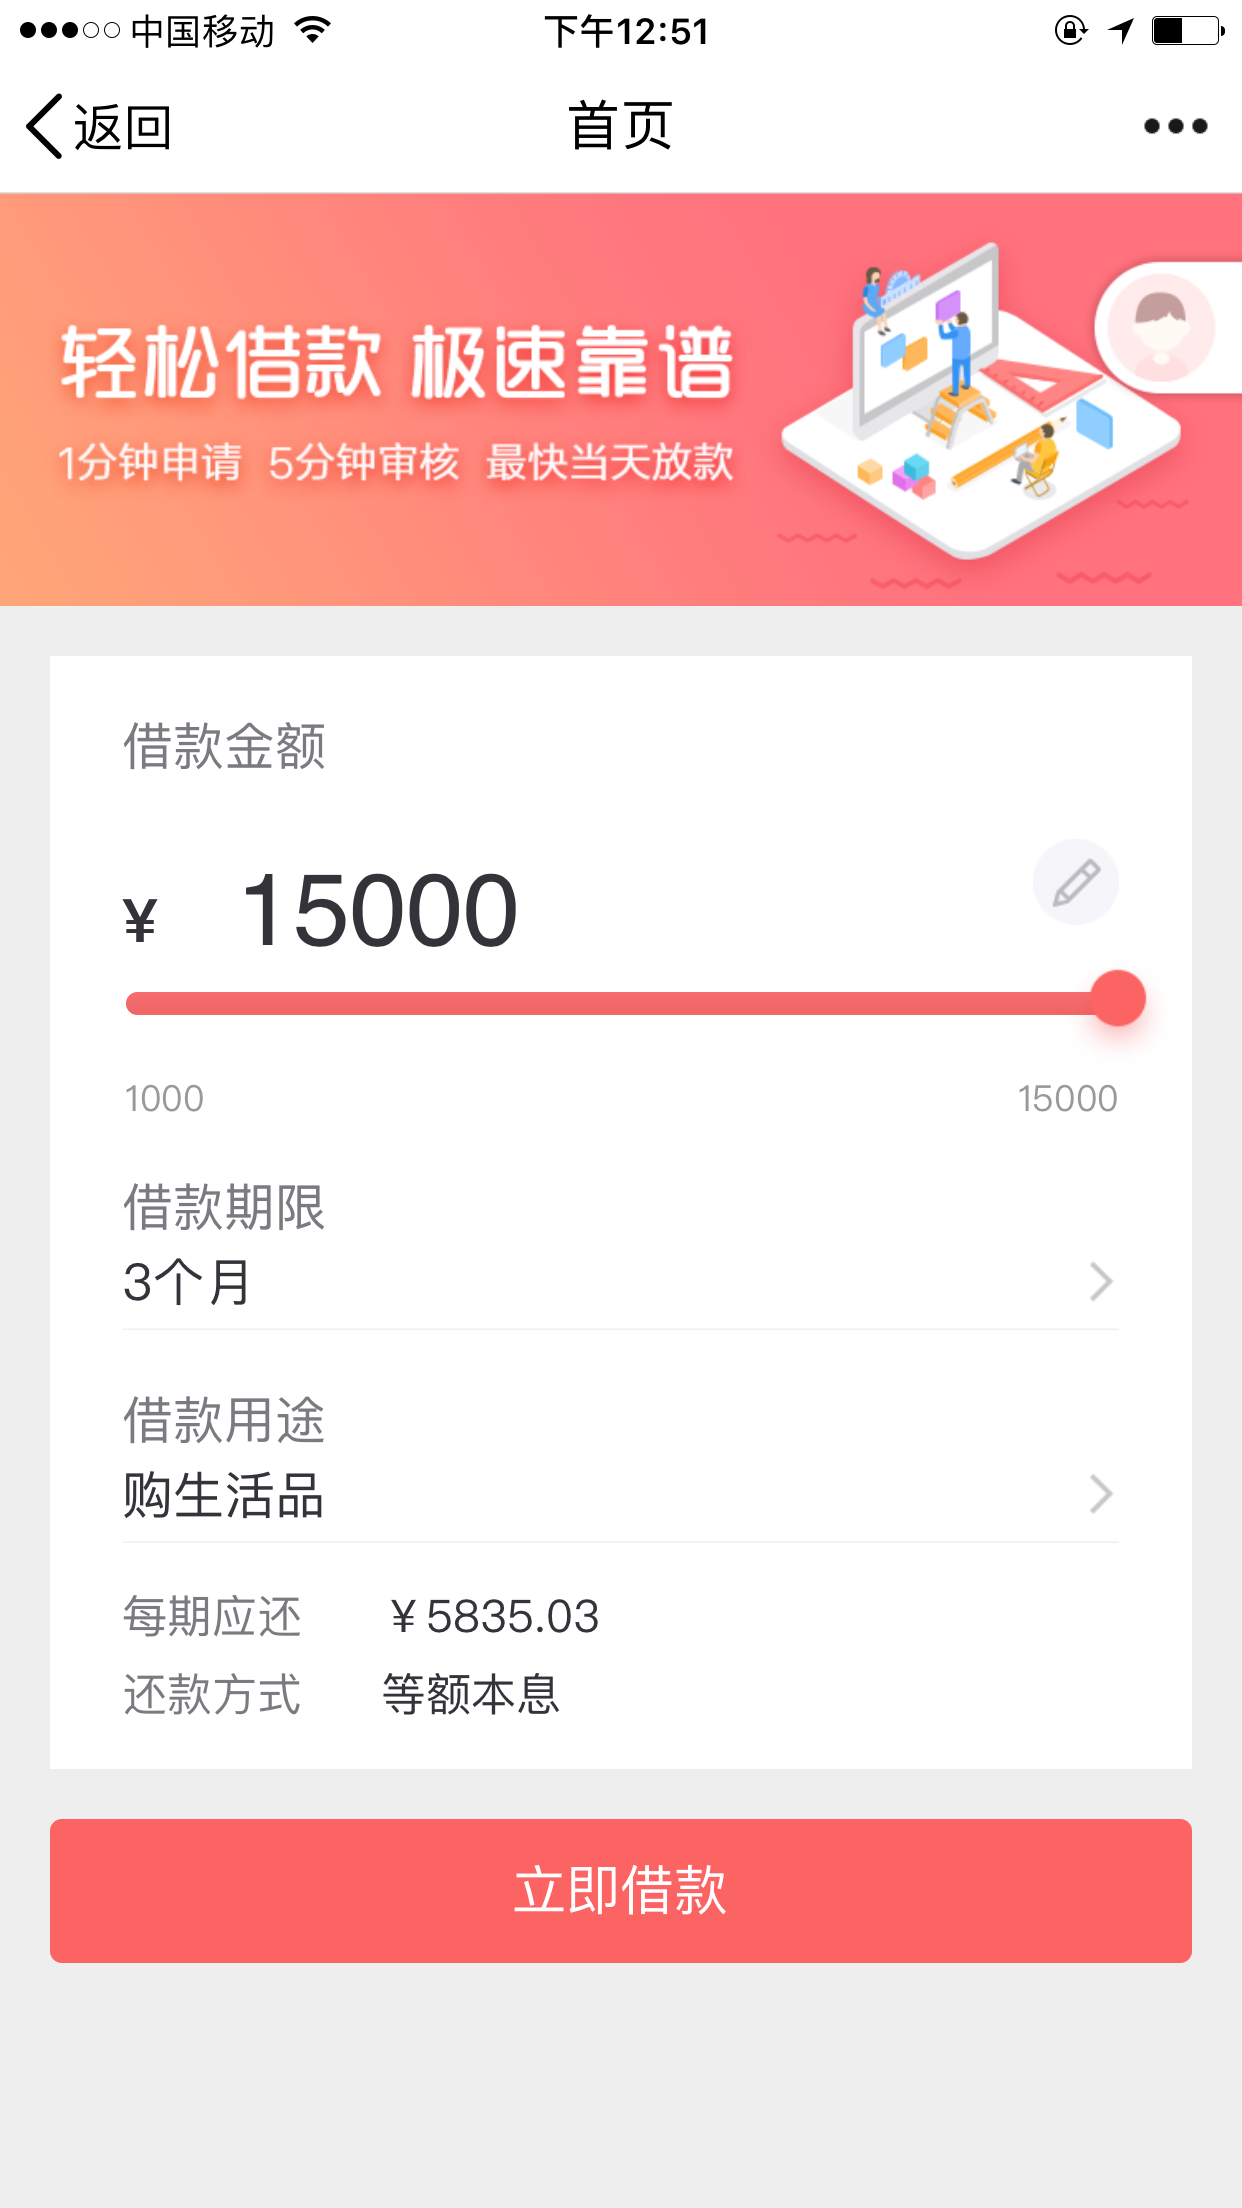 中国移动 下午12:51
返回 首页
轻松借款 极速靠谱
1分钟申请 5分钟审核 最快当天放款
借款金额
¥ 15000
1000 15000
借款期限
3个月
借款用途
购生活品
每期应还 ¥5835.03
还款方式 等额本息
立即借款